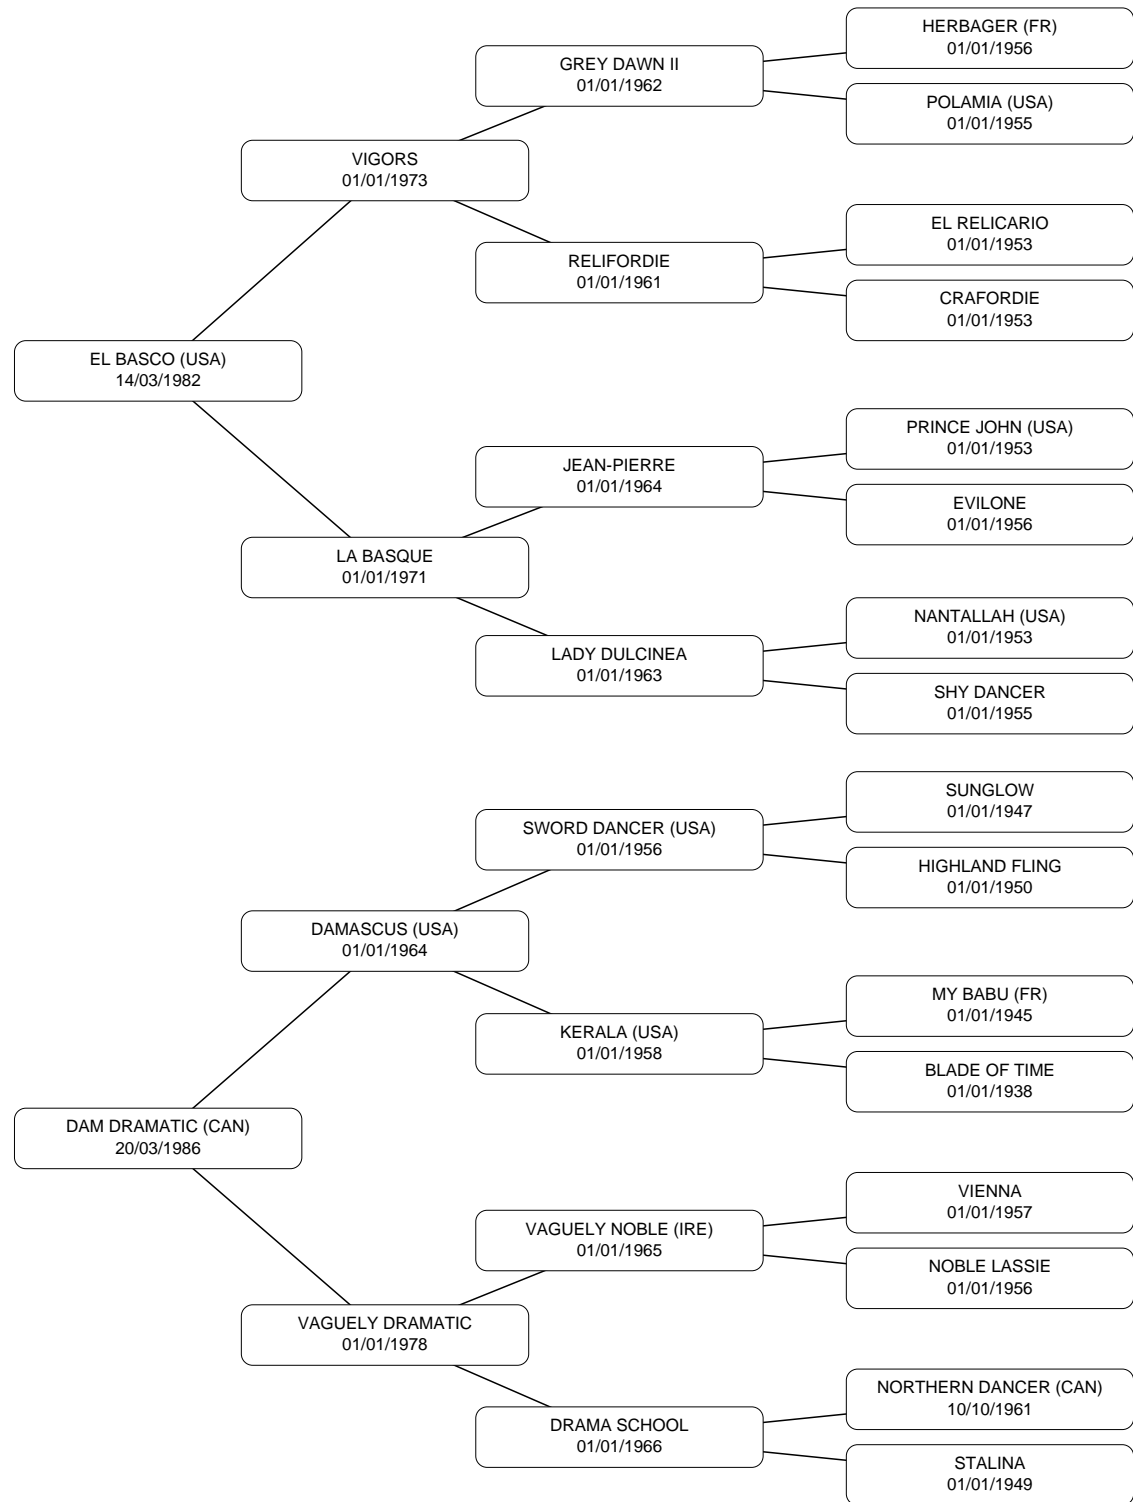 HERBAGER (FR)
01/01/1956
GREY DAWN II
01/01/1962
POLAMIA (USA)
01/01/1955
VIGORS
01/01/1973
EL RELICARIO
01/01/1953
RELIFORDIE
01/01/1961
CRAFORDIE
01/01/1953
EL BASCO (USA)
14/03/1982
PRINCE JOHN (USA)
01/01/1953
JEAN-PIERRE
01/01/1964
EVILONE
01/01/1956
LA BASQUE
01/01/1971
NANTALLAH (USA)
01/01/1953
LADY DULCINEA
01/01/1963
SHY DANCER
01/01/1955
SUNGLOW
01/01/1947
SWORD DANCER (USA)
01/01/1956
HIGHLAND FLING
01/01/1950
DAMASCUS (USA)
01/01/1964
MY BABU (FR)
01/01/1945
KERALA (USA)
01/01/1958
BLADE OF TIME
01/01/1938
DAM DRAMATIC (CAN)
20/03/1986
VIENNA
01/01/1957
VAGUELY NOBLE (IRE)
01/01/1965
NOBLE LASSIE
01/01/1956
VAGUELY DRAMATIC
01/01/1978
NORTHERN DANCER (CAN)
10/10/1961
DRAMA SCHOOL
01/01/1966
STALINA
01/01/1949